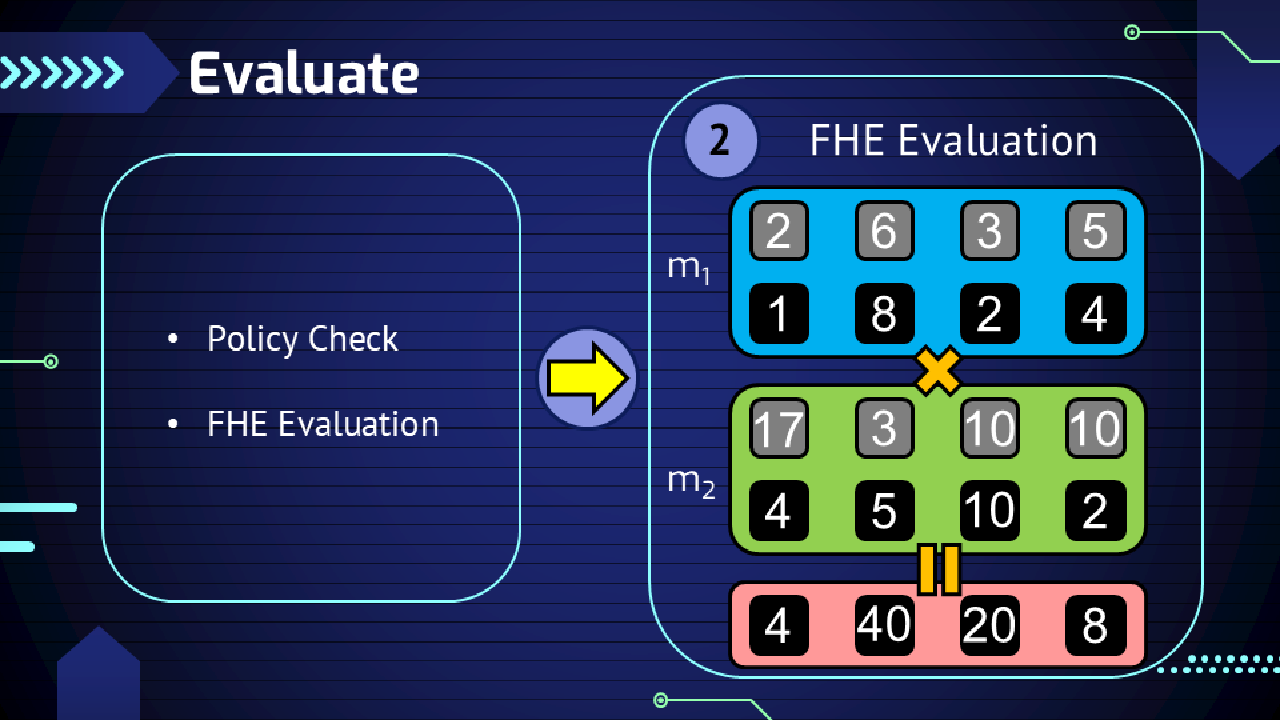 Evaluate
• Policy Check
• FHE Evaluation
2 FHE Evaluation
m₁
2 6 3 5
1 8 2 4
m₂
17 3 10 10
4 5 10 2
4 40 20 8